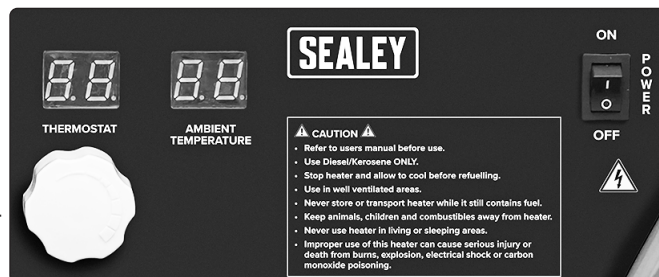 ON
SEALEY
POWER
88 88
I
O
THERMOSTAT
AMBIENT
TEMPERATURE
OFF
CAUTION
• Refer to users manual before use.
• Use Diesel/Kerosene ONLY.
• Stop heater and allow to cool before refuelling.
• Use in well ventilated areas.
• Never store or transport heater while it still contains fuel.
• Keep animals, children and combustibles away from heater.
• Never use heater in living or sleeping areas.
• Improper use of this heater can cause serious injury or
death from burns, explosion, electrical shock or carbon
monoxide poisoning.